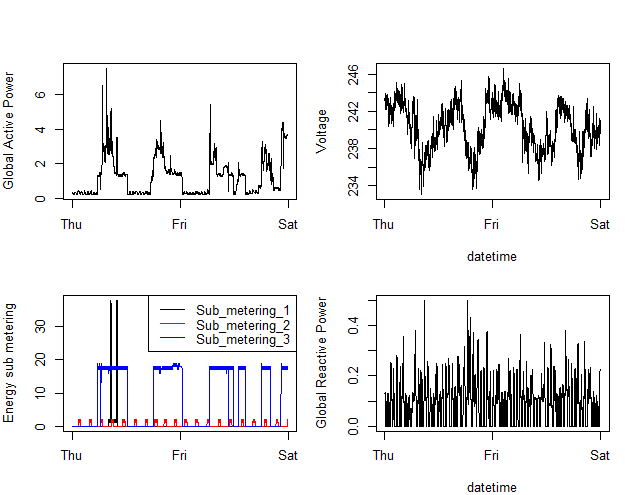 Global Active Power
0 2 4 6
Thu Fri Sat
Voltage
234 238 242 246
Thu Fri Sat
datetime
Energy sub metering
0 10 20 30
Sub_metering_1
Sub_metering_2
Sub_metering_3
Thu Fri Sat
Global Reactive Power
0.0 0.2 0.4
Thu Fri Sat
datetime